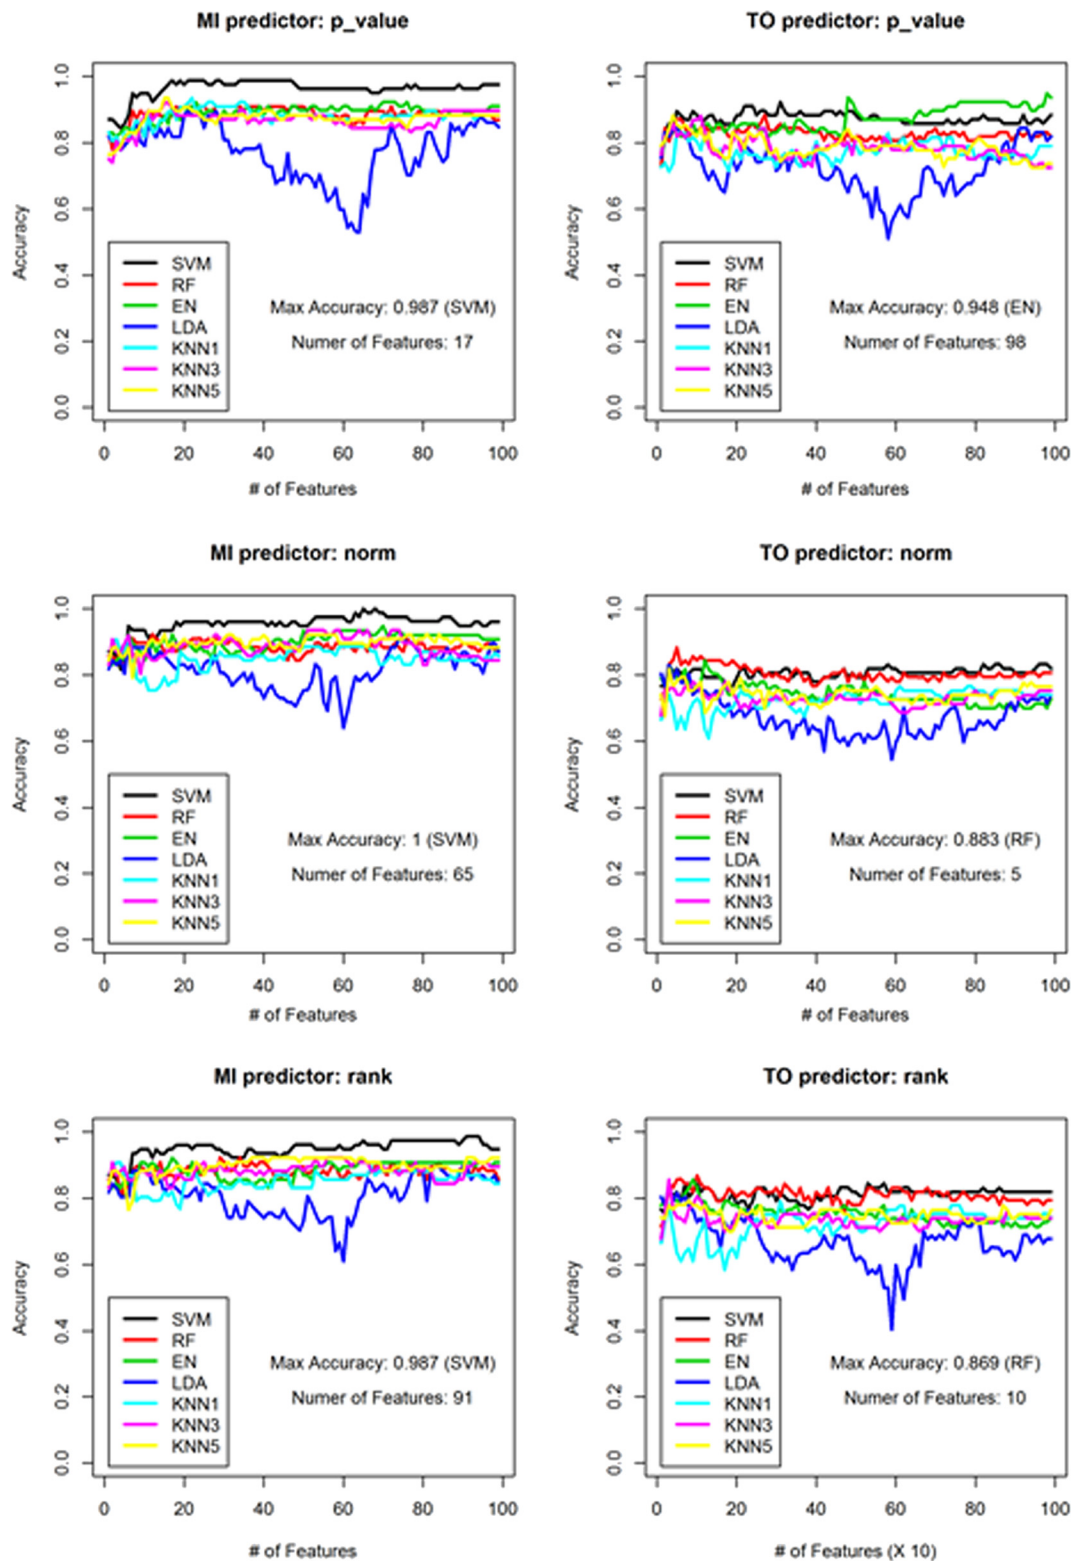 MI predictor: p_value
Accuracy
0.0 0.2 0.4 0.6 0.8 1.0
SVM
RF
EN
LDA
KNN1
KNN3
KNN5
Max Accuracy: 0.987 (SVM)
Numer of Features: 17
0 20 40 60 80 100
# of Features
TO predictor: p_value
Accuracy
0.0 0.2 0.4 0.6 0.8 1.0
SVM
RF
EN
LDA
KNN1
KNN3
KNN5
Max Accuracy: 0.948 (EN)
Numer of Features: 98
0 20 40 60 80 100
# of Features
MI predictor: norm
Accuracy
0.0 0.2 0.4 0.6 0.8 1.0
SVM
RF
EN
LDA
KNN1
KNN3
KNN5
Max Accuracy: 1 (SVM)
Numer of Features: 65
0 20 40 60 80 100
# of Features
TO predictor: norm
Accuracy
0.0 0.2 0.4 0.6 0.8 1.0
SVM
RF
EN
LDA
KNN1
KNN3
KNN5
Max Accuracy: 0.883 (RF)
Numer of Features: 5
0 20 40 60 80 100
# of Features
MI predictor: rank
Accuracy
0.0 0.2 0.4 0.6 0.8 1.0
SVM
RF
EN
LDA
KNN1
KNN3
KNN5
Max Accuracy: 0.987 (SVM)
Numer of Features: 91
0 20 40 60 80 100
# of Features
TO predictor: rank
Accuracy
0.0 0.2 0.4 0.6 0.8 1.0
SVM
RF
EN
LDA
KNN1
KNN3
KNN5
Max Accuracy: 0.869 (RF)
Numer of Features: 10
0 20 40 60 80 100
# of Features (X 10)